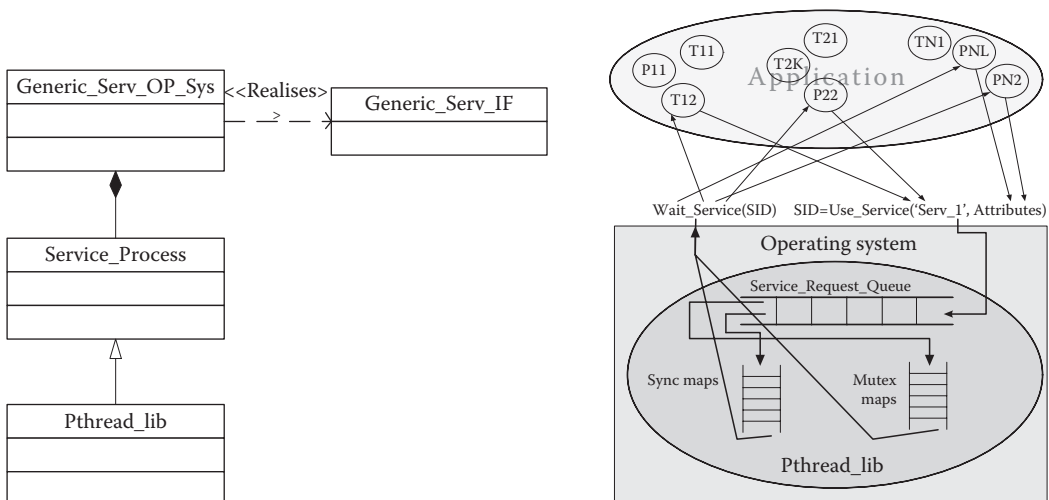 Generic_Serv_OP_Sys
<<Realises>
>
Generic_Serv_IF
Service_Process
Pthread_lib
T11
T21
TN1
PNL
P11
T2K
Application
PN2
T12
P22
Wait_Service(SID)
SID=Use_Service('Serv_1', Attributes)
Operating system
Service_Request_Queue
Sync maps
Mutex
maps
Pthread_lib